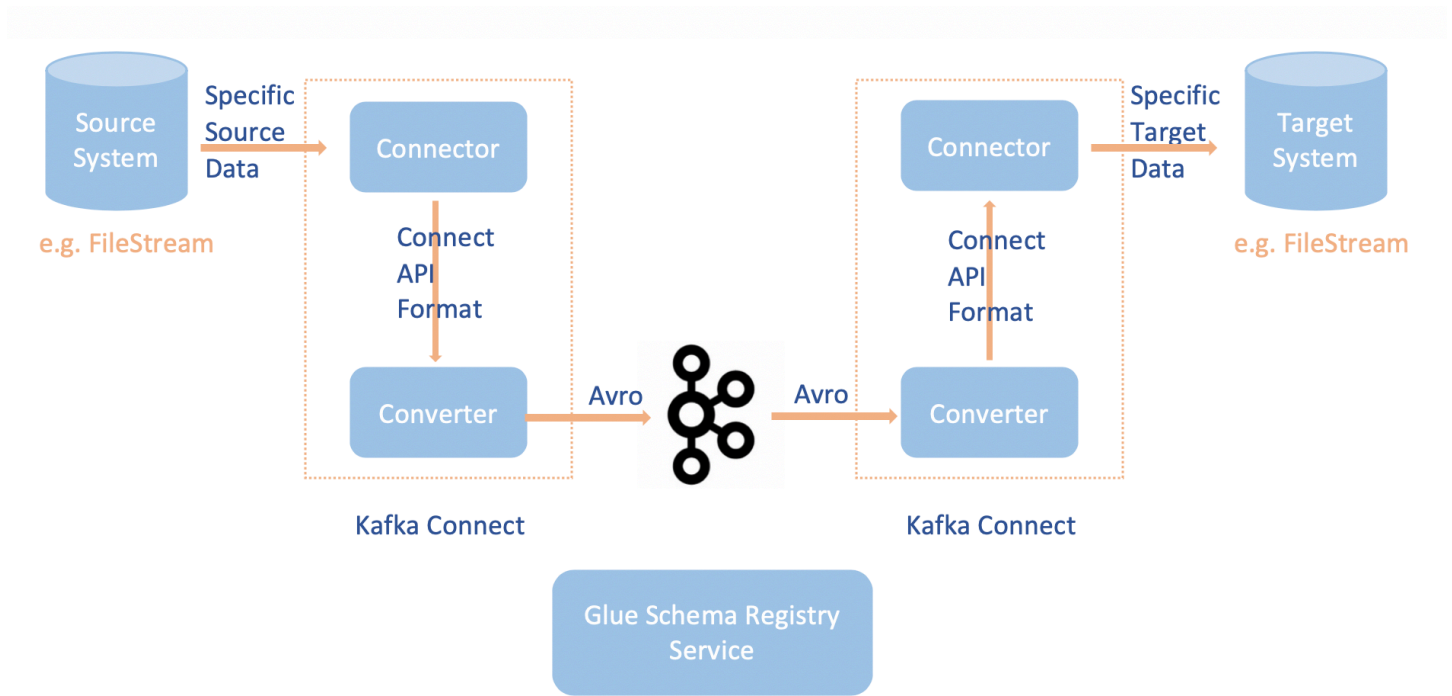 Source
System
e.g. FileStream
Specific
Source
Data
Connector
Connect
API
Format
Converter
Kafka Connect
Avro
Avro
Connector
Connect
API
Format
Converter
Kafka Connect
Specific
Target
Data
Target
System
e.g. FileStream
Glue Schema Registry
Service